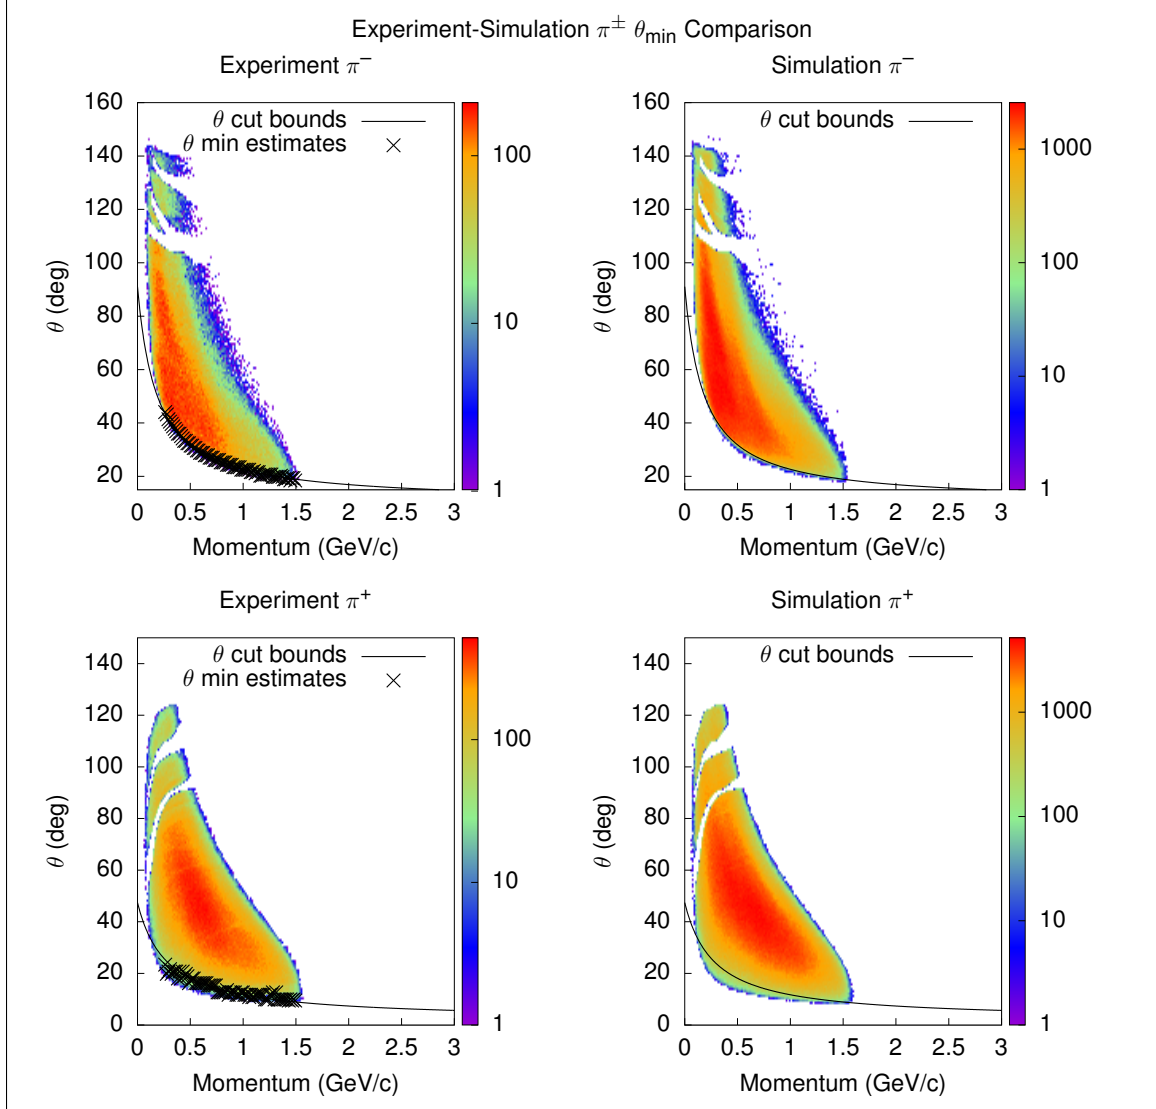 Experiment-Simulation π± θmin Comparison
Experiment π−
Simulation π−
160
140
120
100
80
60
40
20
θ (deg)
θ cut bounds
θ min estimates
0 0.5 1 1.5 2 2.5 3
Momentum (GeV/c)
100
10
1
160
140
120
100
80
60
40
20
θ (deg)
θ cut bounds
0 0.5 1 1.5 2 2.5 3
Momentum (GeV/c)
1000
100
10
1
Experiment π+
Simulation π+
140
120
100
80
60
40
20
0
θ (deg)
θ cut bounds
θ min estimates
0 0.5 1 1.5 2 2.5 3
Momentum (GeV/c)
100
10
1
140
120
100
80
60
40
20
0
θ (deg)
θ cut bounds
0 0.5 1 1.5 2 2.5 3
Momentum (GeV/c)
1000
100
10
1